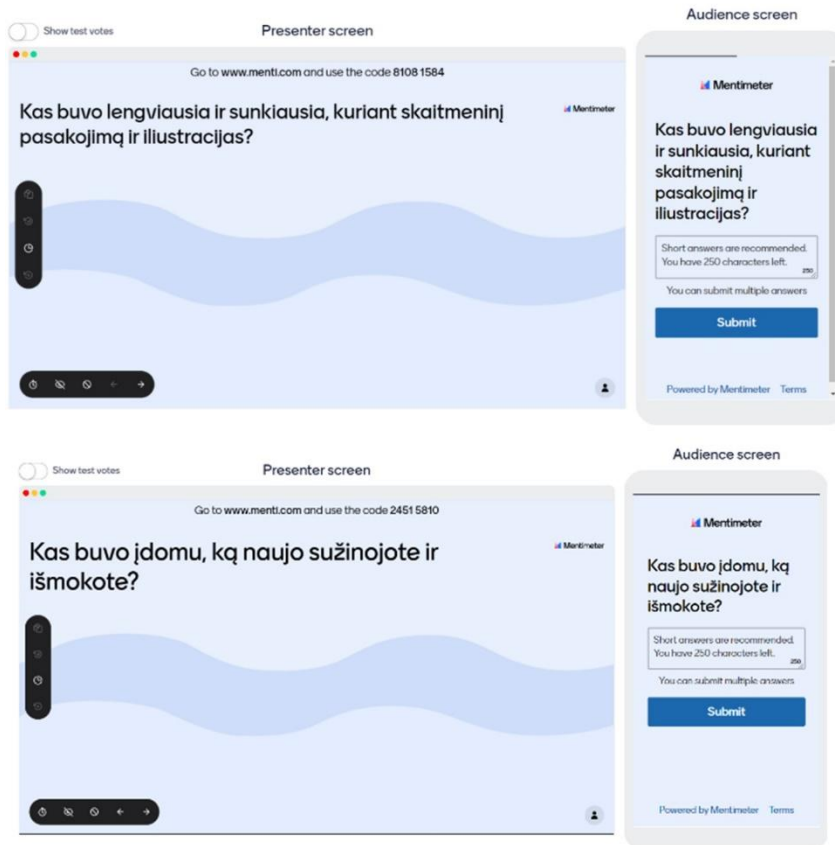 Show test votes
Presenter screen
Go to www.menti.com and use the code 8108 1584
Kas buvo lengviausia ir sunkiausia, kuriant skaitmeninį
pasakojimą ir iliustracijas?
Mentimeter
Audience screen
Mentimeter
Kas buvo lengviausia
ir sunkiausia, kuriant
skaitmeninį
pasakojimą ir
iliustracijas?
Short answers are recommended.
You have 250 characters left.
250
You can submit multiple answers
Submit
Powered by Mentimeter Terms
Show test votes
Presenter screen
Go to www.menti.com and use the code 2451 5810
Kas buvo įdomu, ką naujo sužinojote ir
išmokote?
Mentimeter
Audience screen
Mentimeter
Kas buvo įdomu, ką
naujo sužinojote ir
išmokote?
Short answers are recommended.
You have 250 characters left.
250
You can submit multiple answers
Submit
Powered by Mentimeter Terms